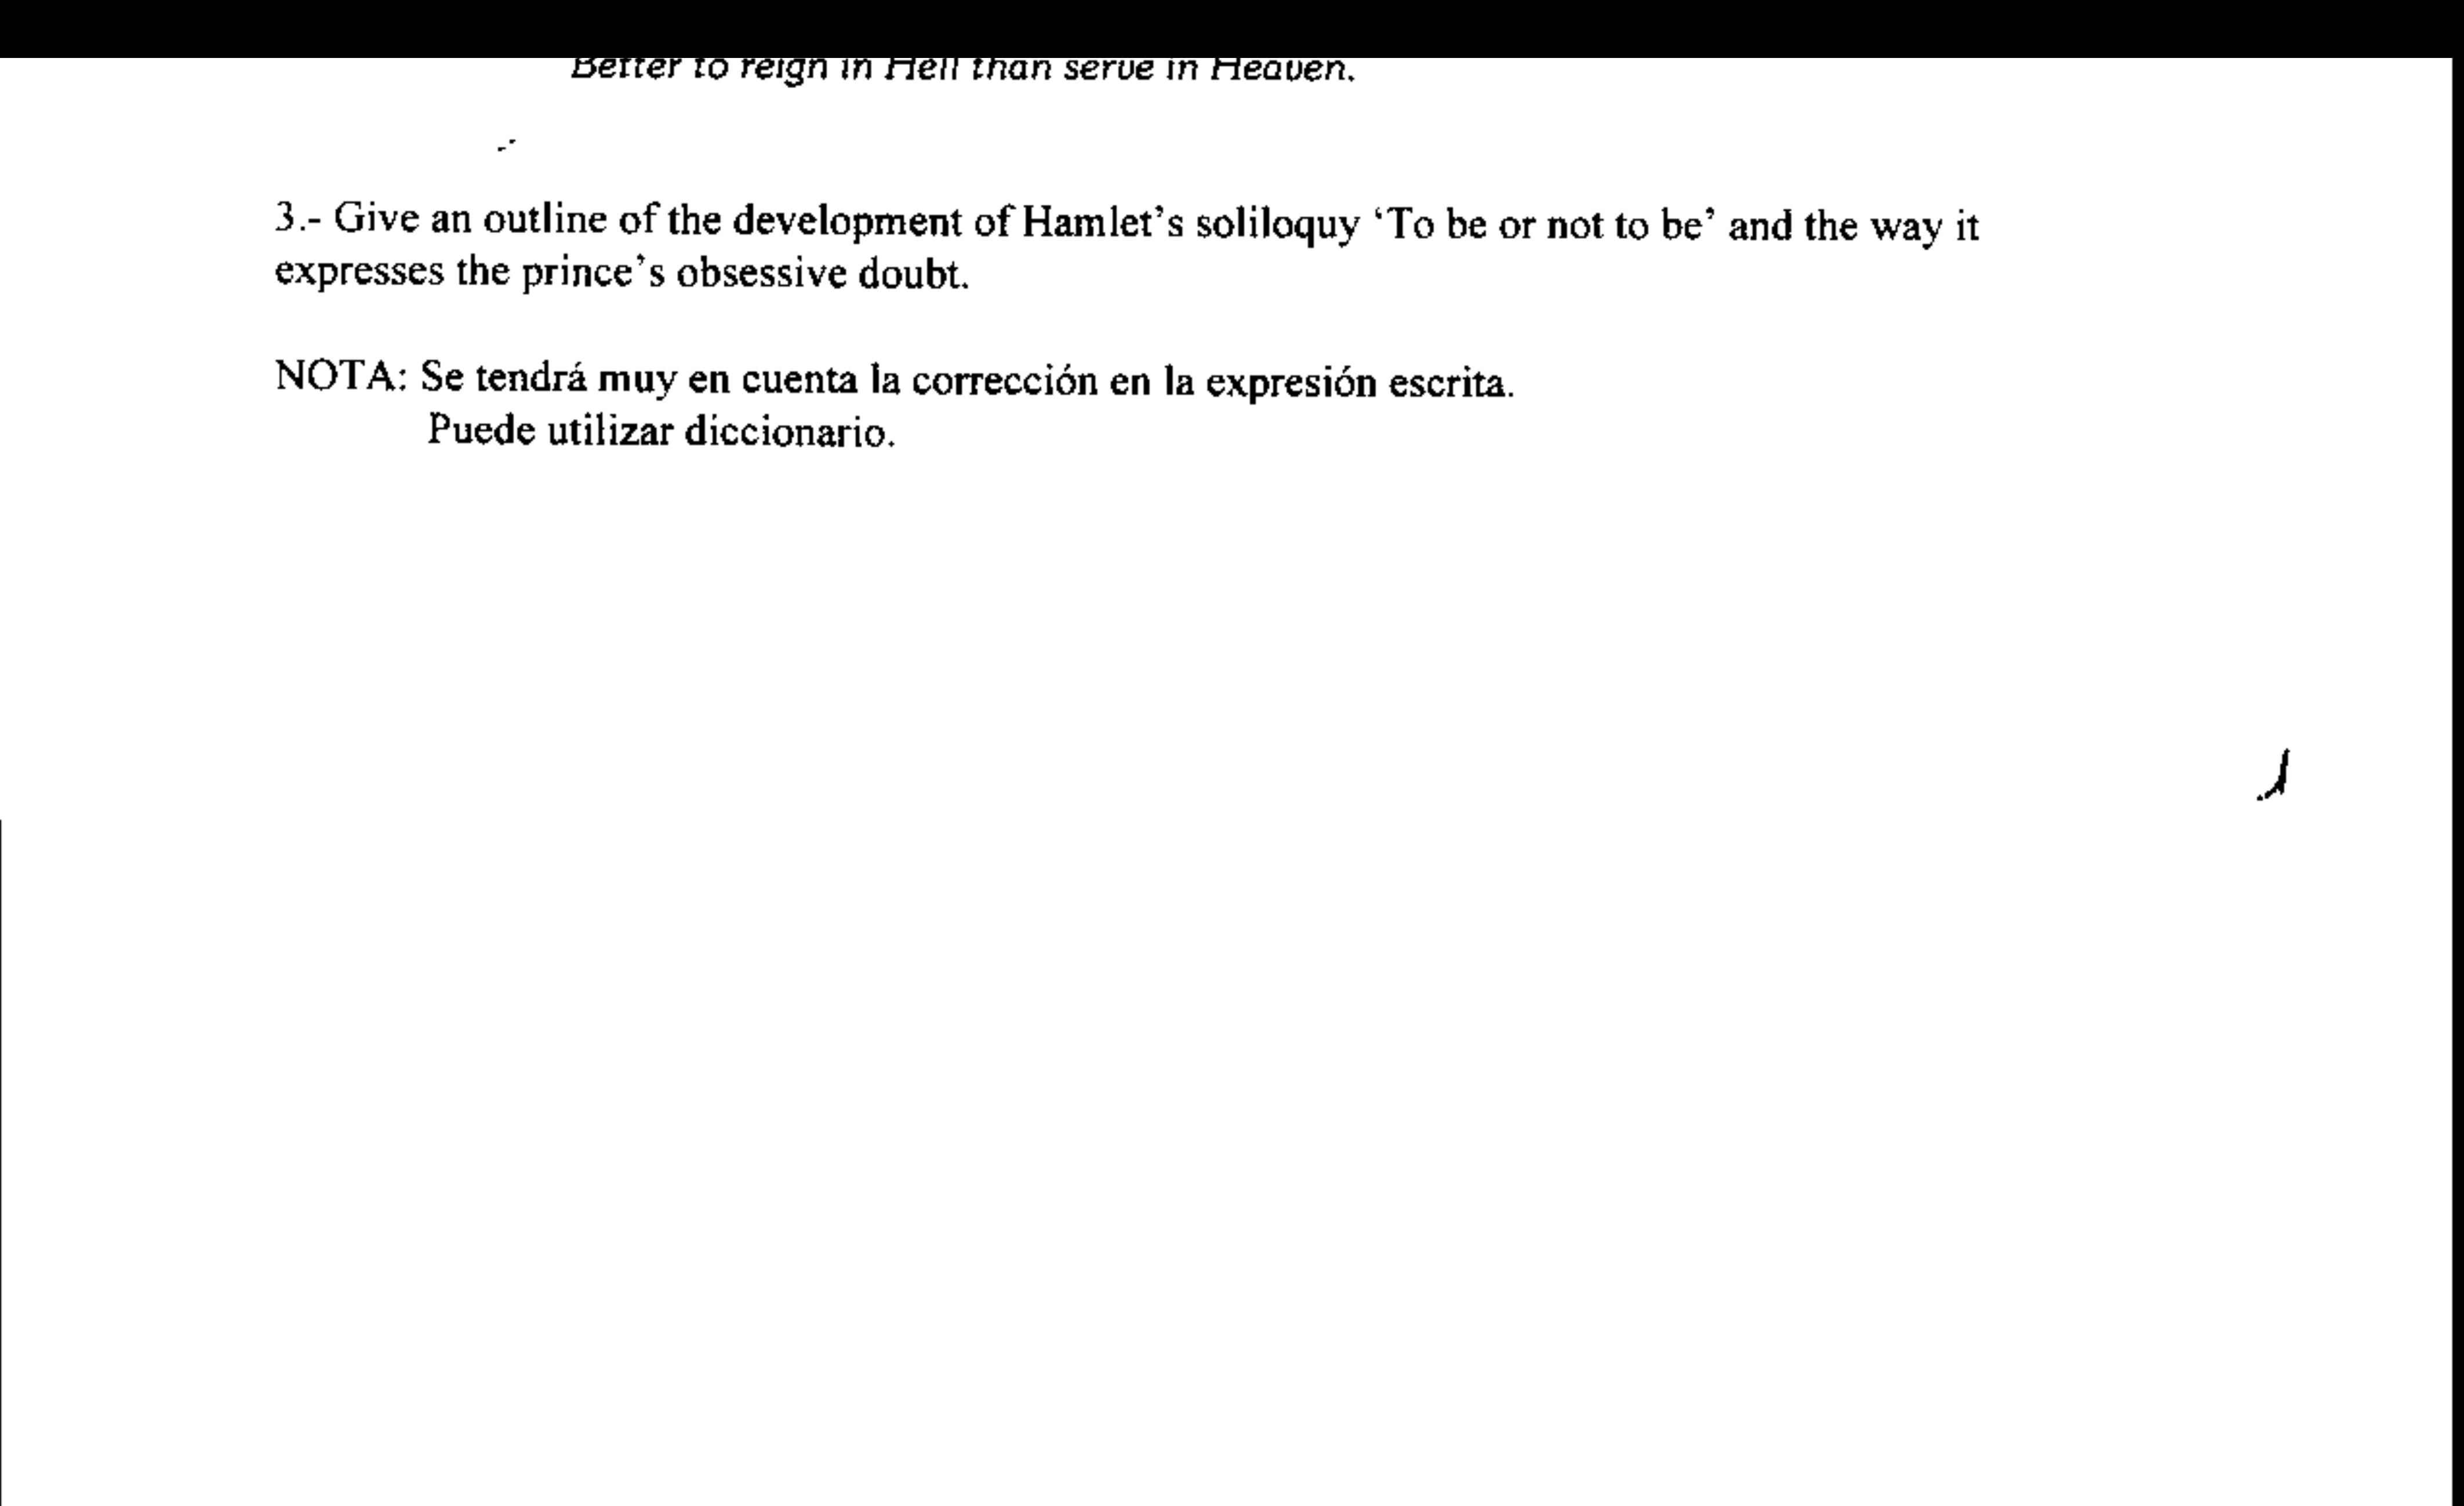 Better to reign in Hell than serve in Heaven.
3.- Give an outline of the development of Hamlet’s soliloquy ‘To be or not to be’ and the way it
expresses the prince’s obsessive doubt.
NOTA: Se tendrá muy en cuenta la corrección en la expresión escrita.
Puede utilizar diccionario.